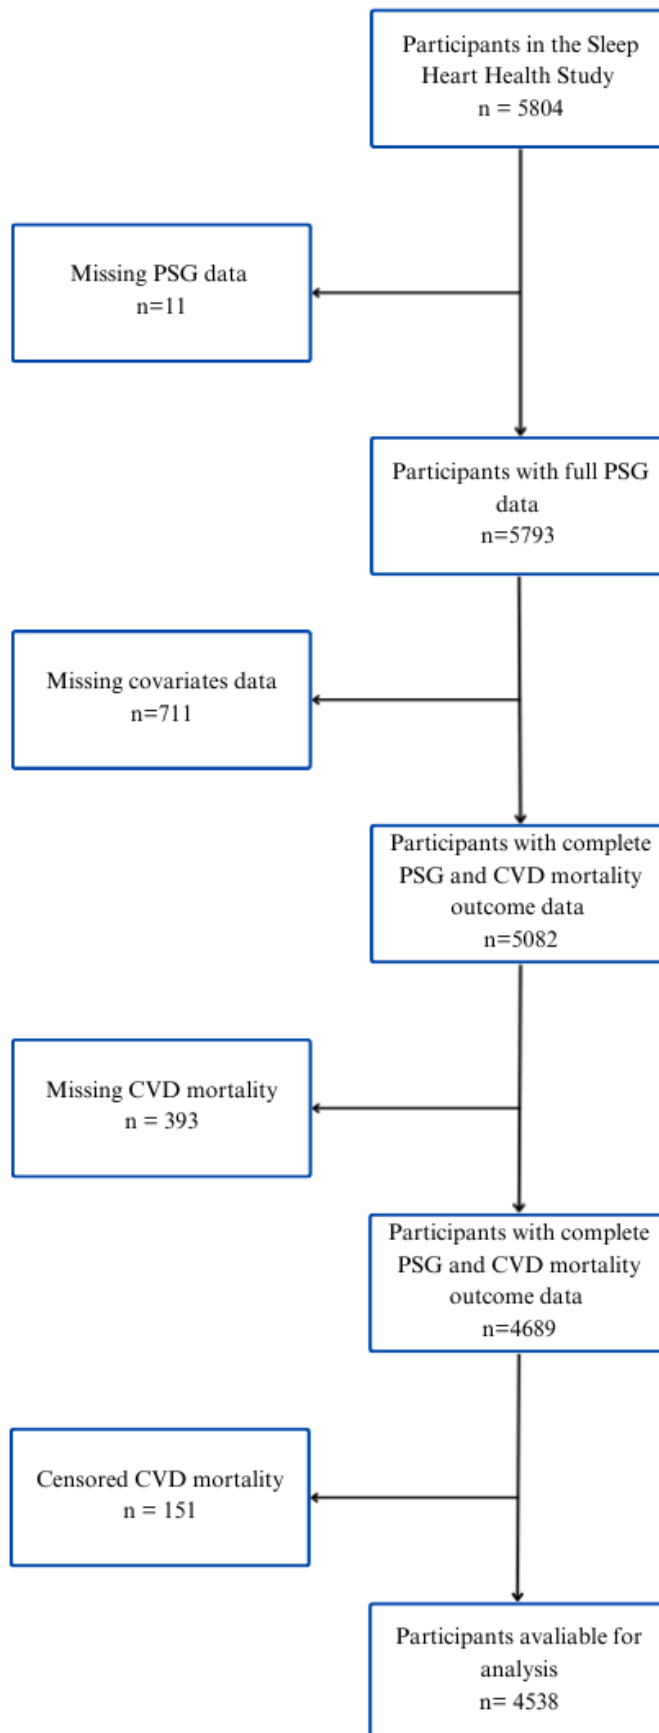 Participants in the Sleep
Heart Health Study
n = 5804
Missing PSG data
n=11
Participants with full PSG
data
n=5793
Missing covariates data
n=711
Participants with complete
PSG and CVD mortality
outcome data
n=5082
Missing CVD mortality
n = 393
Participants with complete
PSG and CVD mortality
outcome data
n=4689
Censored CVD mortality
n = 151
Participants avaliable for
analysis
n= 4538